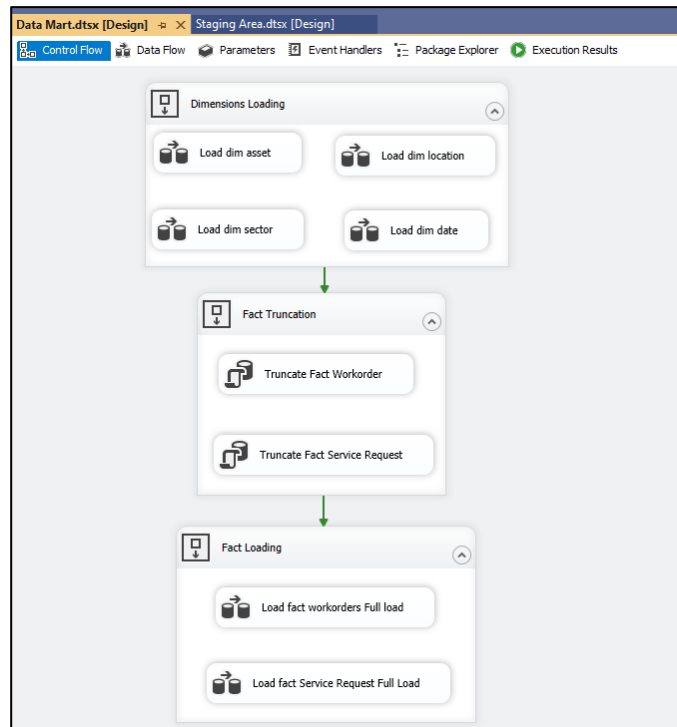 Data Mart.dtsx [Design] Staging Area.dtsx [Design]
Control Flow Data Flow Parameters Event Handlers Package Explorer Execution Results
Dimensions Loading
Load dim asset Load dim location
Load dim sector Load dim date
Fact Truncation
Truncate Fact Workorder
Truncate Fact Service Request
Fact Loading
Load fact workorders Full load
Load fact Service Request Full Load